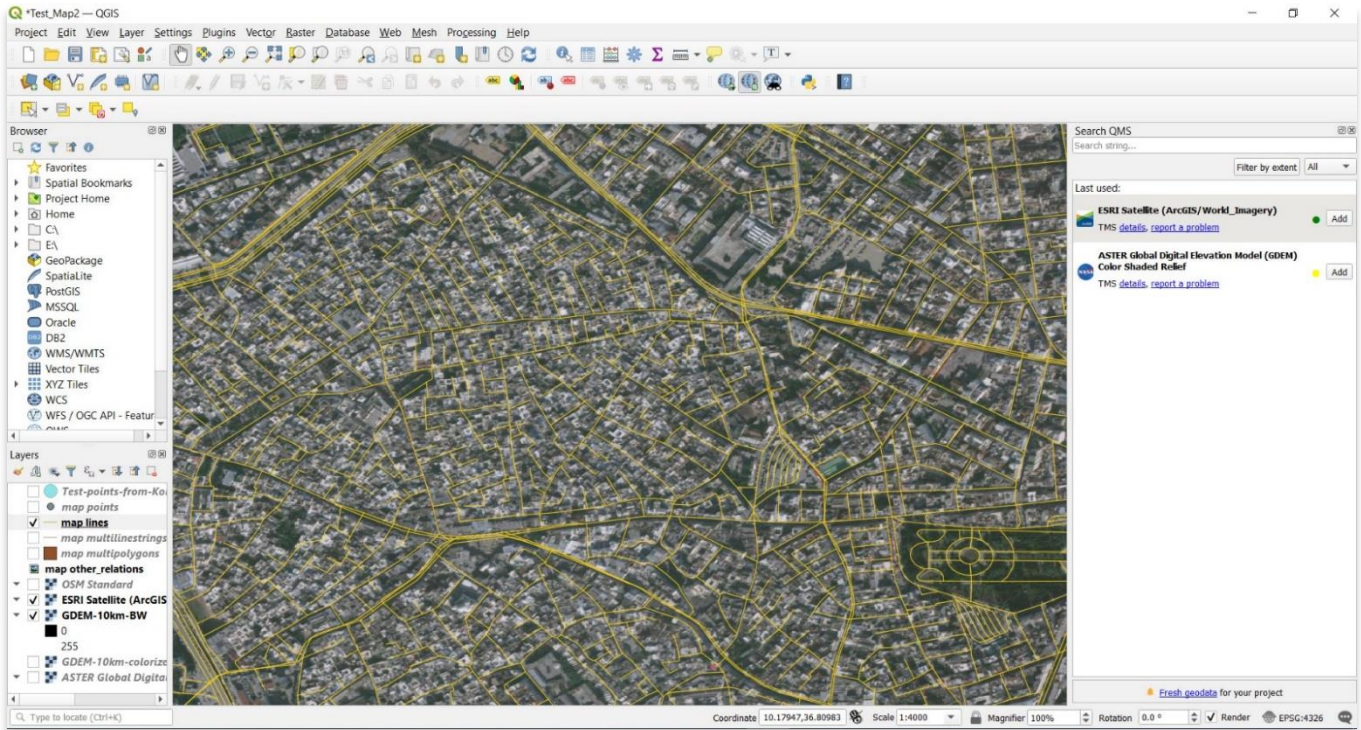 *Test_Map2 — QGIS
Project Edit View Layer Settings Plugins Vector Raster Database Web Mesh Processing Help
Browser
Favorites
Spatial Bookmarks
Project Home
Home
C:\
E:\
GeoPackage
SpatiaLite
PostGIS
MSSQL
Oracle
DB2
WMS/WMTS
Vector Tiles
XYZ Tiles
WCS
WFS / OGC API - Featur
Layers
Test-points-from-Ko
map points
map lines
map multilinestrings
map multipolygons
map other_relations
OSM Standard
ESRI Satellite (ArcGIS
GDEM-10km-BW
0
255
GDEM-10km-colorize
ASTER Global Digita
Search QMS
Search string...
Filter by extent All
Last used:
ESRI Satellite (ArcGIS/World_Imagery)
TMS details, report a problem
Add
ASTER Global Digital Elevation Model (GDEM)
Color Shaded Relief
TMS details, report a problem
Add
Fresh geodata for your project
Type to locate (Ctrl+K)
Coordinate 10.17947,36.80983 Scale 1:4000 Magnifier 100% Rotation 0.0 ° Render EPSG:4326